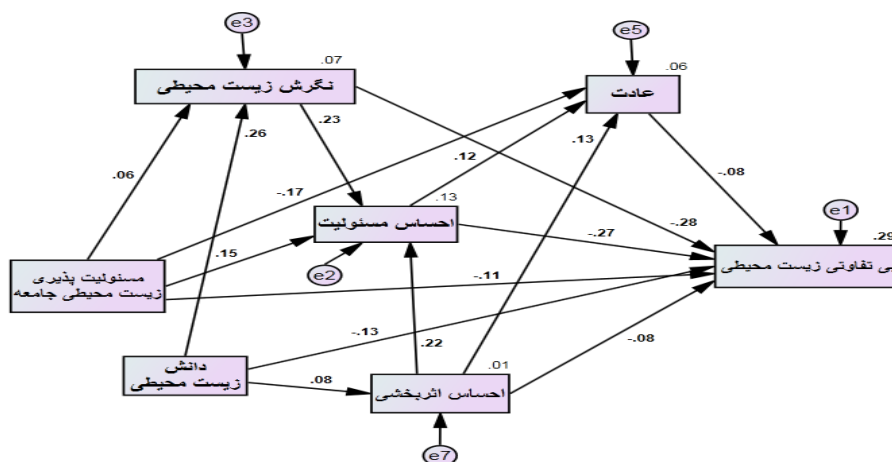 e3
e5
.07
.06
نگرش زیست محیطی
عادت
.26
.23
.13
.12
.06
-.08
-.17
.13
e1
احساس مسئولیت
-.28
.29
-.27
.15
e2
مسئولیت پذیری
زیست محیطی جامعه
بی تفاوتی زیست محیطی
-.11
-.13
.22
-.08
دانش
زیست محیطی
.01
.08
احساس اثربخشی
e7